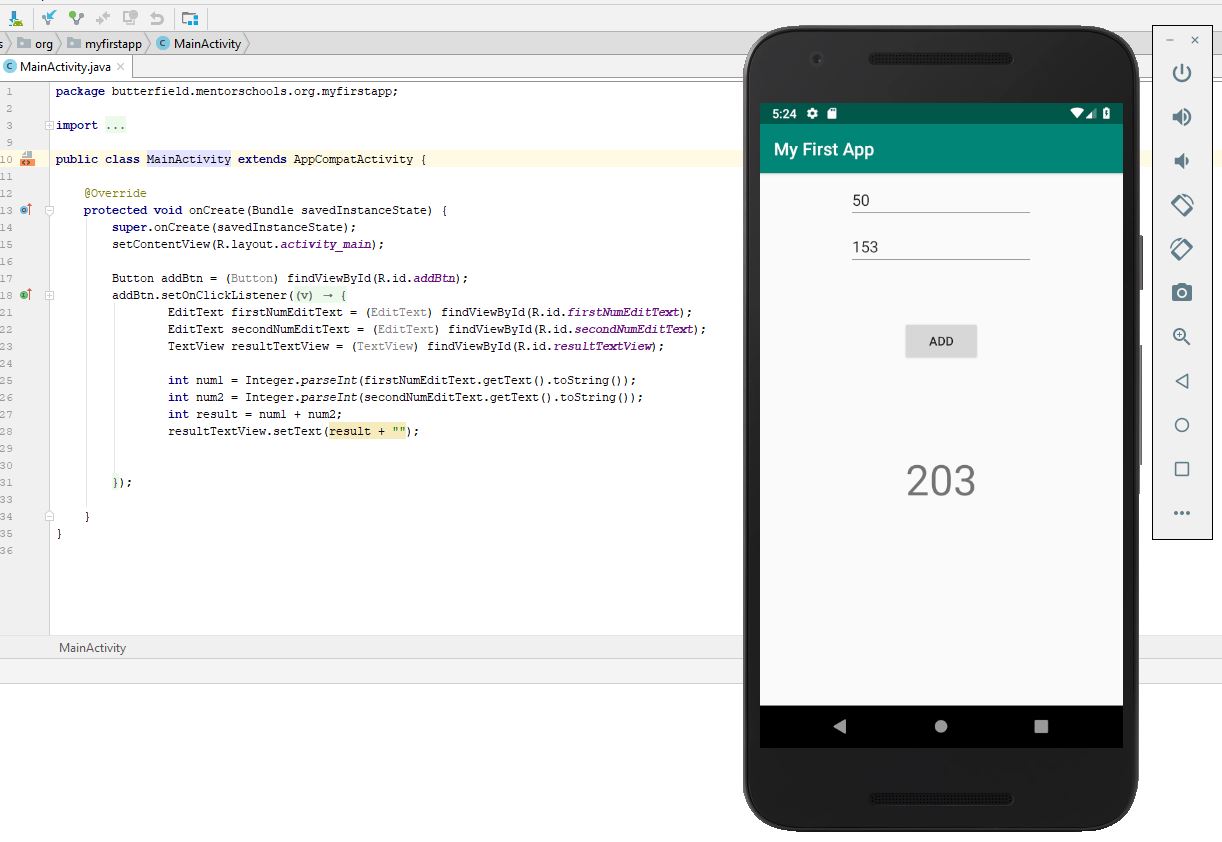 s org myfirstapp C MainActivity
C MainActivity.java ×
1 package butterfield.mentorschools.org.myfirstapp;
2
3 import ...
9
10 public class MainActivity extends AppCompatActivity {
11
12 @Override
13 protected void onCreate(Bundle savedInstanceState) {
14 super.onCreate(savedInstanceState);
15 setContentView(R.layout.activity_main);
16
17 Button addBtn = (Button) findViewById(R.id.addBtn);
18 addBtn.setOnClickListener((v) → {
21 EditText firstNumEditText = (EditText) findViewById(R.id.firstNumEditText);
22 EditText secondNumEditText = (EditText) findViewById(R.id.secondNumEditText);
23 TextView resultTextView = (TextView) findViewById(R.id.resultTextView);
24
25 int num1 = Integer.parseInt(firstNumEditText.getText().toString());
26 int num2 = Integer.parseInt(secondNumEditText.getText().toString());
27 int result = num1 + num2;
28 resultTextView.setText(result + "");
29
30
31 });
33
34 }
35 }
36
MainActivity
5:24
My First App
50
153
ADD
203